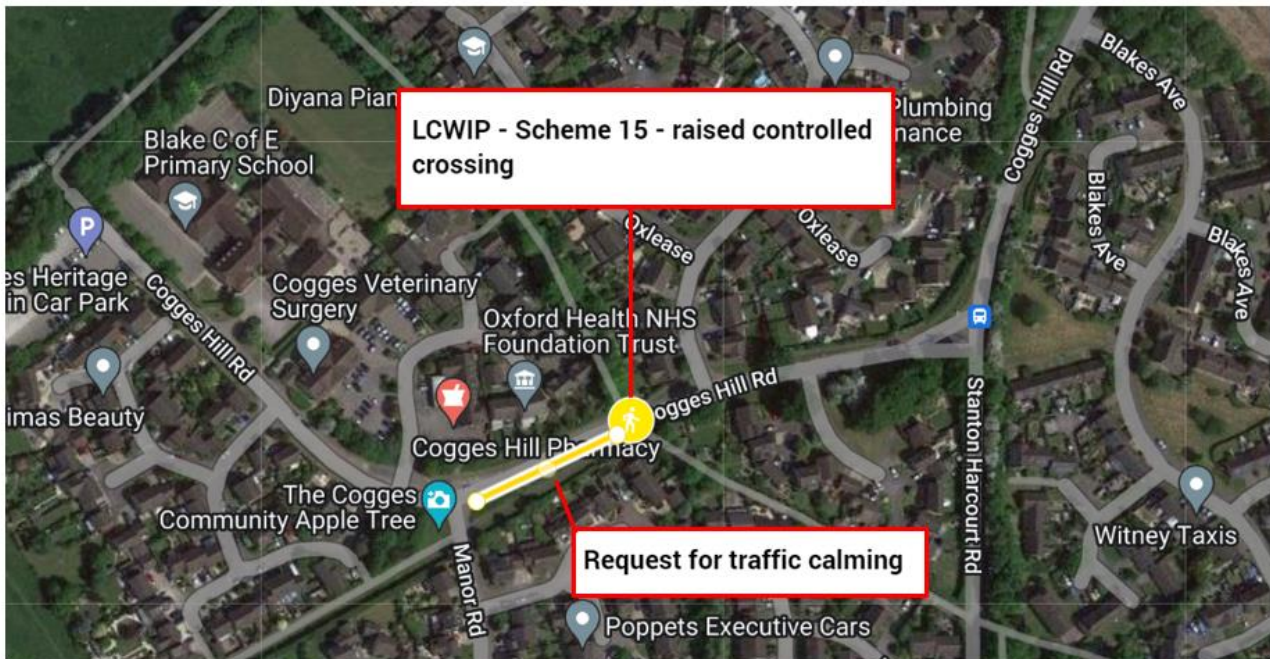 Blakes Ave
Cogges Hill Rd
Diyana Pian
LCWIP - Scheme 15 - raised controlled
crossing
Plumbing
nance
Blake C of E
Primary School
Blakes Ave
Oxlease
Oxlease
Blakes Ave
es Heritage
in Car Park
Cogges Hill Rd
Cogges Veterinary
Surgery
Oxford Health NHS
Foundation Trust
P
imas Beauty
ogges Hill Rd
Stanton Harcourt Rd
Cogges Hill Pharmacy
The Cogges
Community Apple Tree
Witney Taxis
Request for traffic calming
Manor Rd
Poppets Executive Cars